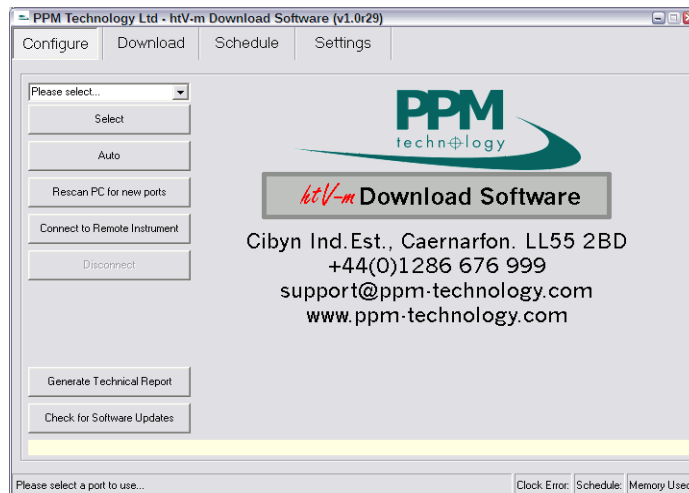 PPM Technology Ltd - htV-m Download Software (v1.0r29)
Configure Download Schedule Settings
Please select...
Select
Auto
Rescan PC for new ports
Connect to Remote Instrument
Disconnect
Generate Technical Report
Check for Software Updates
PPM
technology
htV-m Download Software
Cibyn Ind.Est., Caernarfon. LL55 2BD
+44(0)1286 676 999
support@ppm-technology.com
www.ppm-technology.com
Please select a port to use... Clock Error: Schedule: Memory Used